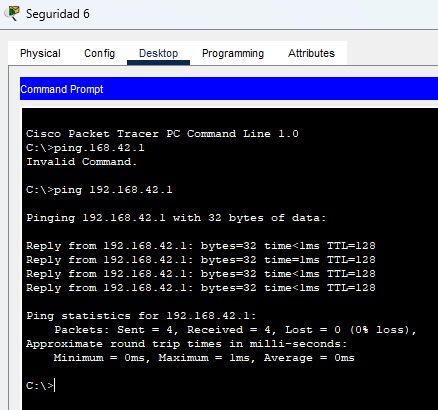 Seguridad 6
Physical Config Desktop Programming Attributes
Command Prompt
Cisco Packet Tracer PC Command Line 1.0
C:\>ping.168.42.1
Invalid Command.
C:\>ping 192.168.42.1
Pinging 192.168.42.1 with 32 bytes of data:
Reply from 192.168.42.1: bytes=32 time<1ms TTL=128
Reply from 192.168.42.1: bytes=32 time<1ms TTL=128
Reply from 192.168.42.1: bytes=32 time<1ms TTL=128
Reply from 192.168.42.1: bytes=32 time<1ms TTL=128
Ping statistics for 192.168.42.1:
Packets: Sent = 4, Received = 4, Lost = 0 (0% loss),
Approximate round trip times in milli-seconds:
Minimum = 0ms, Maximum = 1ms, Average = 0ms
C:\>